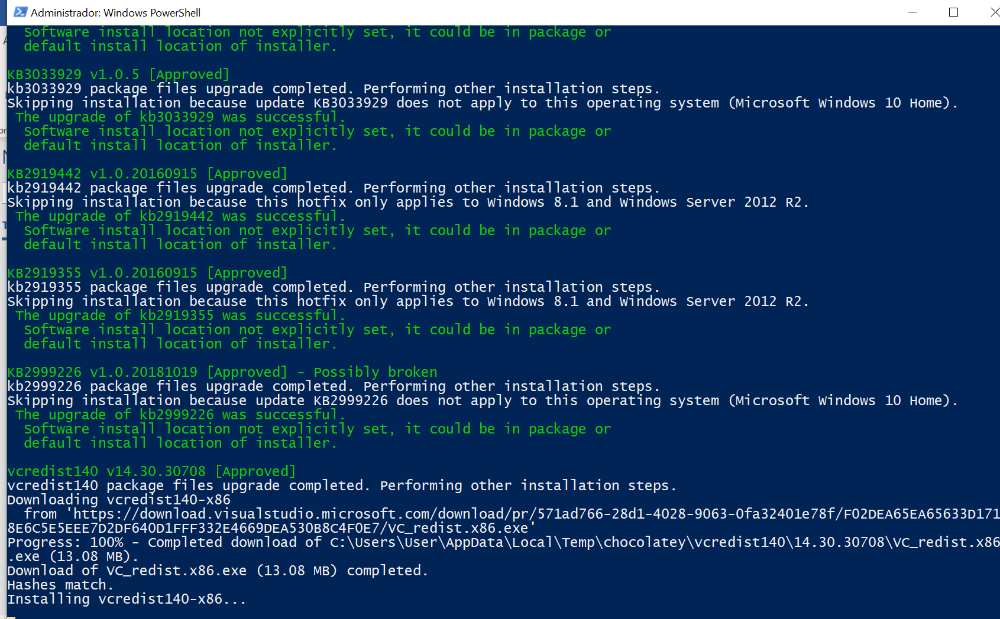 Administrador: Windows PowerShell
Software install location not explicitly set, it could be in package or
default install location of installer.
KB3033929 v1.0.5 [Approved]
kb3033929 package files upgrade completed. Performing other installation steps.
Skipping installation because update KB3033929 does not apply to this operating system (Microsoft Windows 10 Home).
The upgrade of kb3033929 was successful.
Software install location not explicitly set, it could be in package or
default install location of installer.
KB2919442 v1.0.20160915 [Approved]
kb2919442 package files upgrade completed. Performing other installation steps.
Skipping installation because this hotfix only applies to Windows 8.1 and Windows Server 2012 R2.
The upgrade of kb2919442 was successful.
Software install location not explicitly set, it could be in package or
default install location of installer.
KB2919355 v1.0.20160915 [Approved]
kb2919355 package files upgrade completed. Performing other installation steps.
Skipping installation because this hotfix only applies to Windows 8.1 and Windows Server 2012 R2.
The upgrade of kb2919355 was successful.
Software install location not explicitly set, it could be in package or
default install location of installer.
KB2999226 v1.0.20181019 [Approved] - Possibly broken
kb2999226 package files upgrade completed. Performing other installation steps.
Skipping installation because update KB2999226 does not apply to this operating system (Microsoft Windows 10 Home).
The upgrade of kb2999226 was successful.
Software install location not explicitly set, it could be in package or
default install location of installer.
vcredist140 v14.30.30708 [Approved]
vcredist140 package files upgrade completed. Performing other installation steps.
Downloading vcredist140-x86
from 'https://download.visualstudio.microsoft.com/download/pr/571ad766-28d1-4028-9063-0fa32401e78f/F02DEA65EA65633D171
8E6C5E5EEE7D2DF640D1FFF332E4669DEA530B8C4F0E7/VC_redist.x86.exe'
Progress: 100% - Completed download of C:\Users\User\AppData\Local\Temp\chocolatey\vcredist140\14.30.30708\VC_redist.x86
.exe (13.08 MB).
Download of VC_redist.x86.exe (13.08 MB) completed.
Hashes match.
Installing vcredist140-x86...